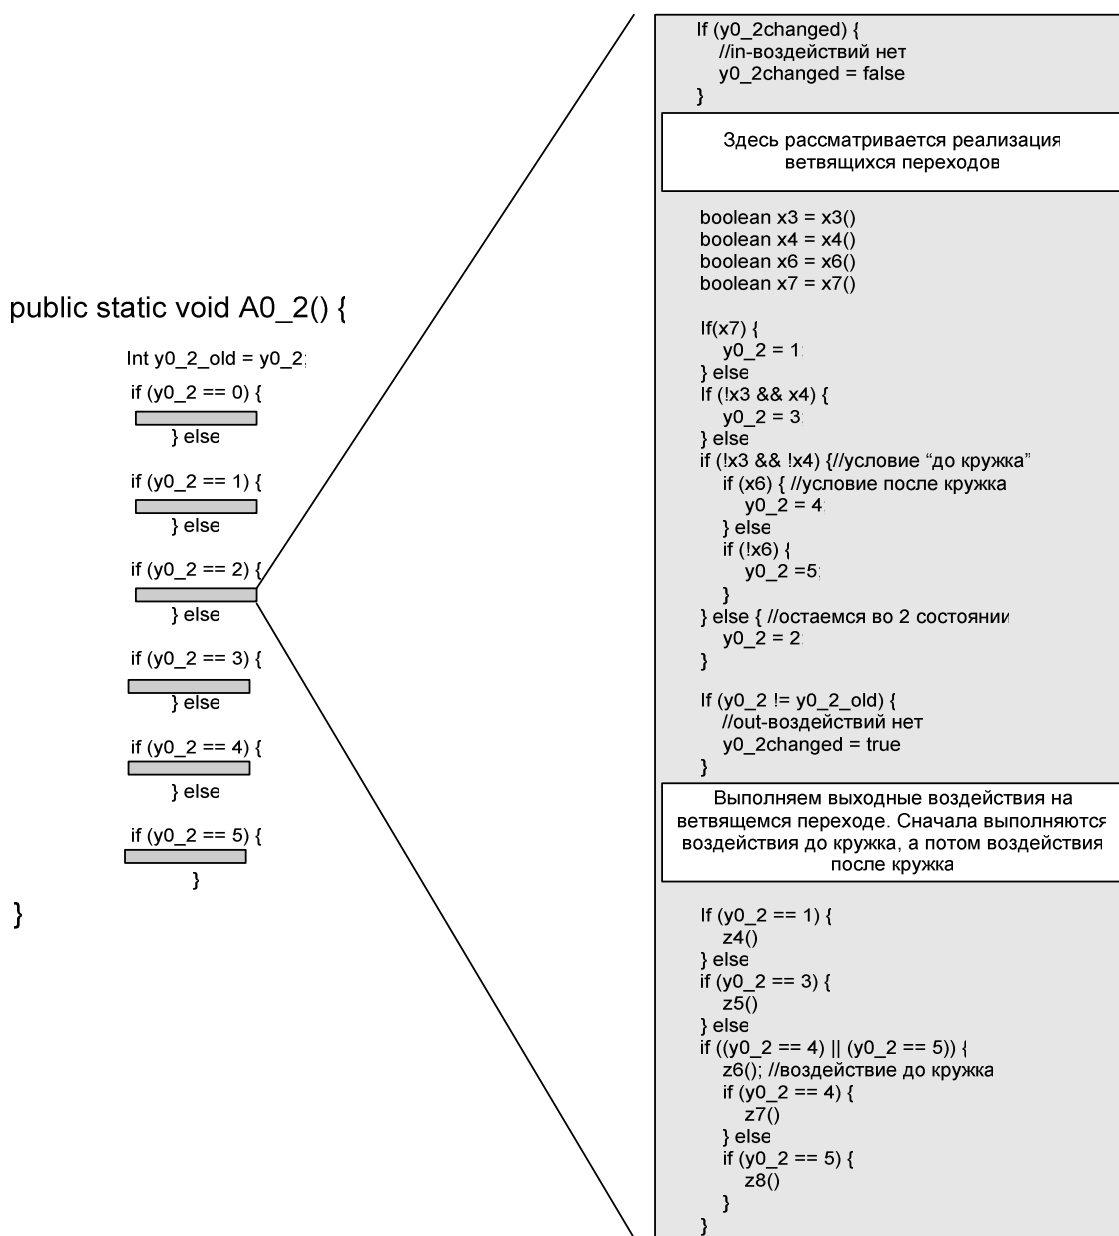 public static void A0_2() {
Int y0_2_old = y0_2;
if (y0_2 == 0) {
} else
if (y0_2 == 1) {
} else
if (y0_2 == 2) {
} else
if (y0_2 == 3) {
} else
if (y0_2 == 4) {
} else
if (y0_2 == 5) {
}
}
If (y0_2changed) {
//in-воздействий нет
y0_2changed = false
}
Здесь рассматривается реализация
ветвящихся переходов
boolean x3 = x3()
boolean x4 = x4()
boolean x6 = x6()
boolean x7 = x7()
If(x7) {
y0_2 = 1;
} else
If (!x3 && x4) {
y0_2 = 3;
} else
if (!x3 && !x4) {//условие “до кружка”
if (x6) { //условие после кружка
y0_2 = 4;
} else
if (!x6) {
y0_2 =5;
}
} else { //остаемся во 2 состоянии
y0_2 = 2;
}
If (y0_2 != y0_2_old) {
//out-воздействий нет
y0_2changed = true
}
Выполняем выходные воздействия на
ветвящемся переходе. Сначала выполняются
воздействия до кружка, а потом воздействия
после кружка
If (y0_2 == 1) {
z4()
} else
if (y0_2 == 3) {
z5()
} else
if ((y0_2 == 4) || (y0_2 == 5)) {
z6(); //воздействие до кружка
if (y0_2 == 4) {
z7()
} else
if (y0_2 == 5) {
z8()
}
}